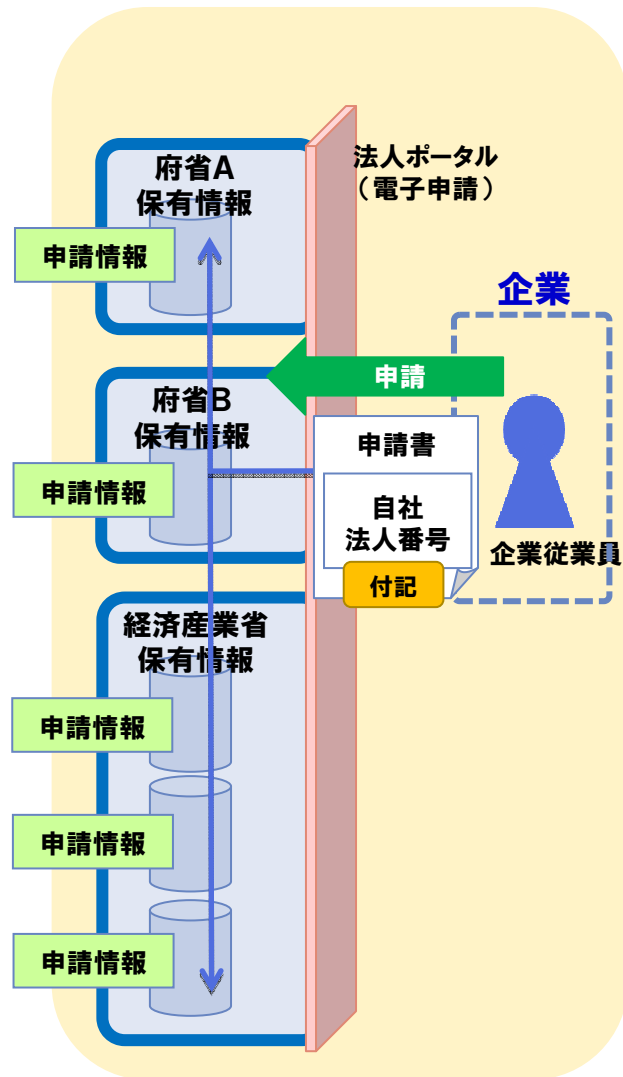 法人ポータル
（電子申請）
府省A
保有情報
申請情報
企業
申請
府省B
保有情報
申請情報
申請書
自社
法人番号
付記
企業従業員
経済産業省
保有情報
申請情報
申請情報
申請情報